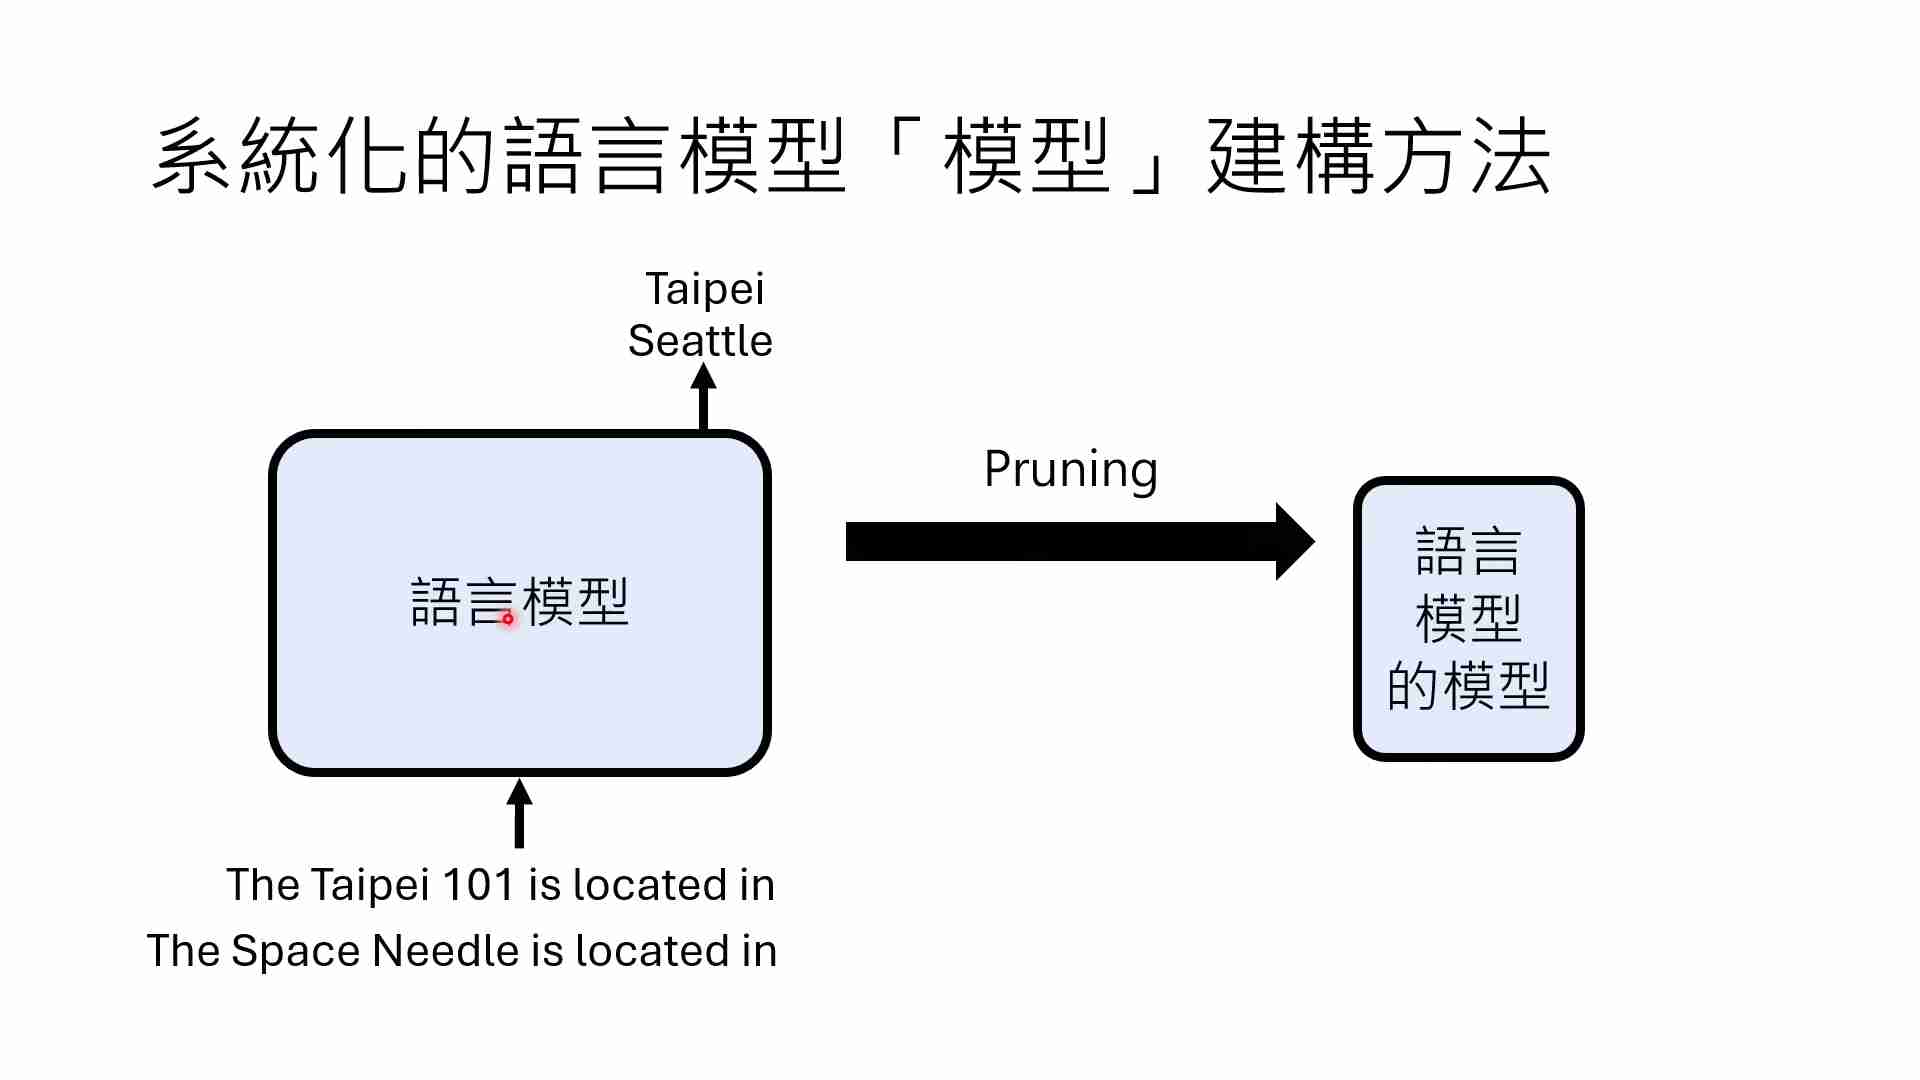 系統化的語言模型「模型」建構方法
Taipei
Seattle
語言模型
The Taipei 101 is located in
The Space Needle is located in
Pruning
語言
模型
的模型